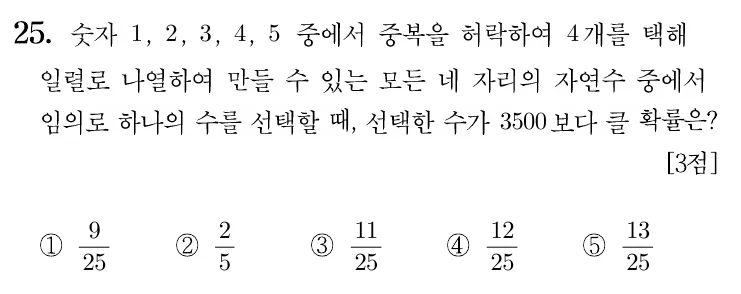 25. 숫자 1, 2, 3, 4, 5 중에서 중복을 허락하여 4개를 택해
일렬로 나열하여 만들 수 있는 모든 네 자리의 자연수 중에서
임의로 하나의 수를 선택할 때, 선택한 수가 3500보다 클 확률은?
[3점]
① 9/25 ② 2/5 ③ 11/25 ④ 12/25 ⑤ 13/25